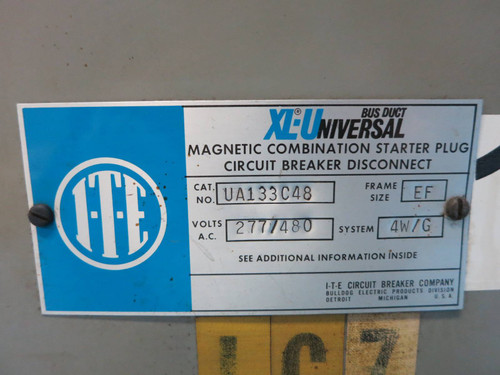 I-T-E
XL-UNIVERSAL BUS DUCT
MAGNETIC COMBINATION STARTER PLUG
CIRCUIT BREAKER DISCONNECT
CAT. NO. UA133C48 FRAME SIZE EF
VOLTS A.C. 277/480 SYSTEM 4W/G
SEE ADDITIONAL INFORMATION INSIDE
I-T-E CIRCUIT BREAKER COMPANY
BULLDOG ELECTRIC PRODUCTS DIVISION
DETROIT MICHIGAN U.S.A